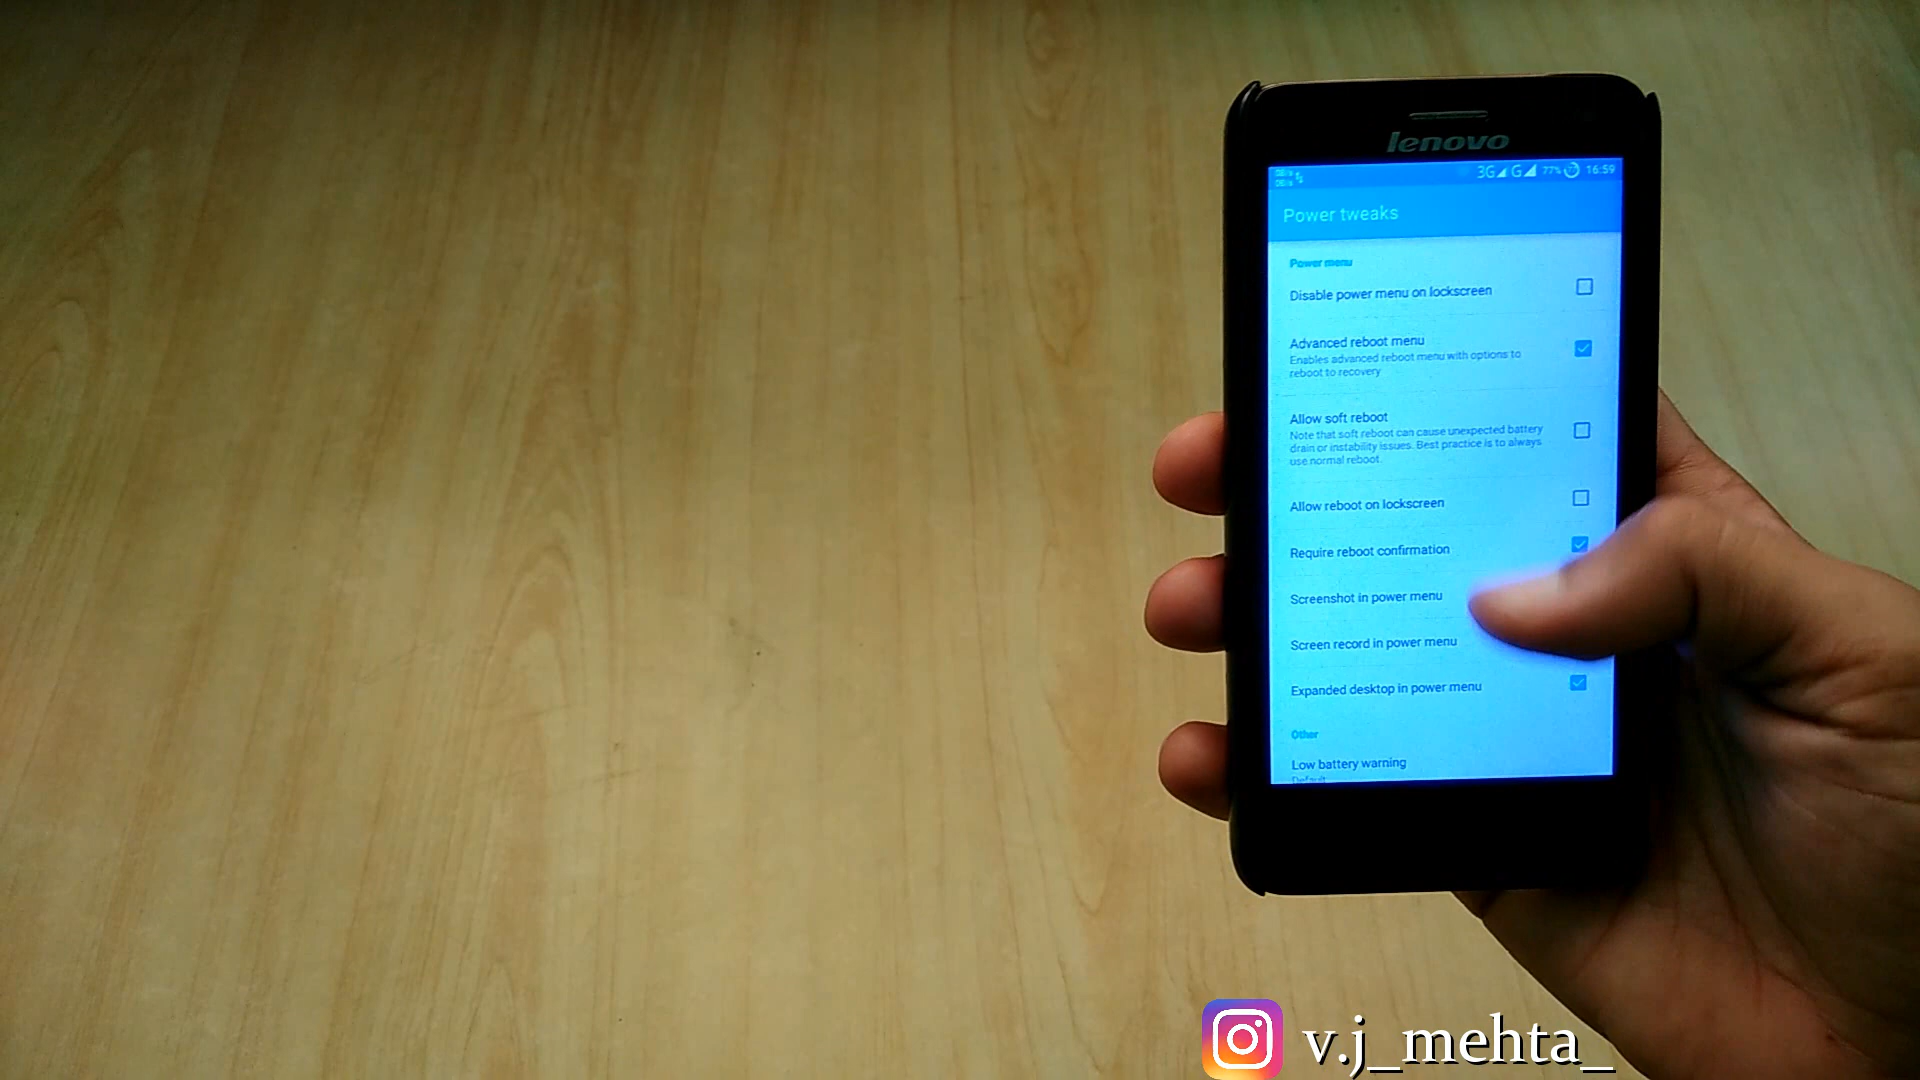 lenovo
3G G 77% 16:59
Power tweaks
Power menu
Disable power menu on lockscreen
Advanced reboot menu
Enables advanced reboot menu with options to
reboot to recovery
Allow soft reboot
Note that soft reboot can cause unexpected battery
drain or instability issues. Best practice is to always
use normal reboot.
Allow reboot on lockscreen
Require reboot confirmation
Screenshot in power menu
Screen record in power menu
Expanded desktop in power menu
Other
Low battery warning
Default
v.j_mehta_